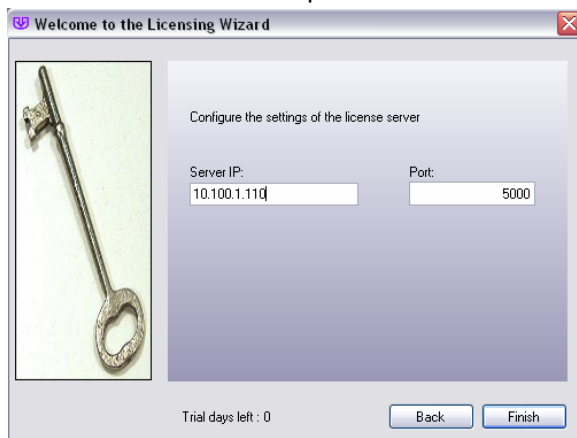 Welcome to the Licensing Wizard
Configure the settings of the license server
Server IP: Port:
10.100.1.110 5000
Trial days left : 0 Back Finish